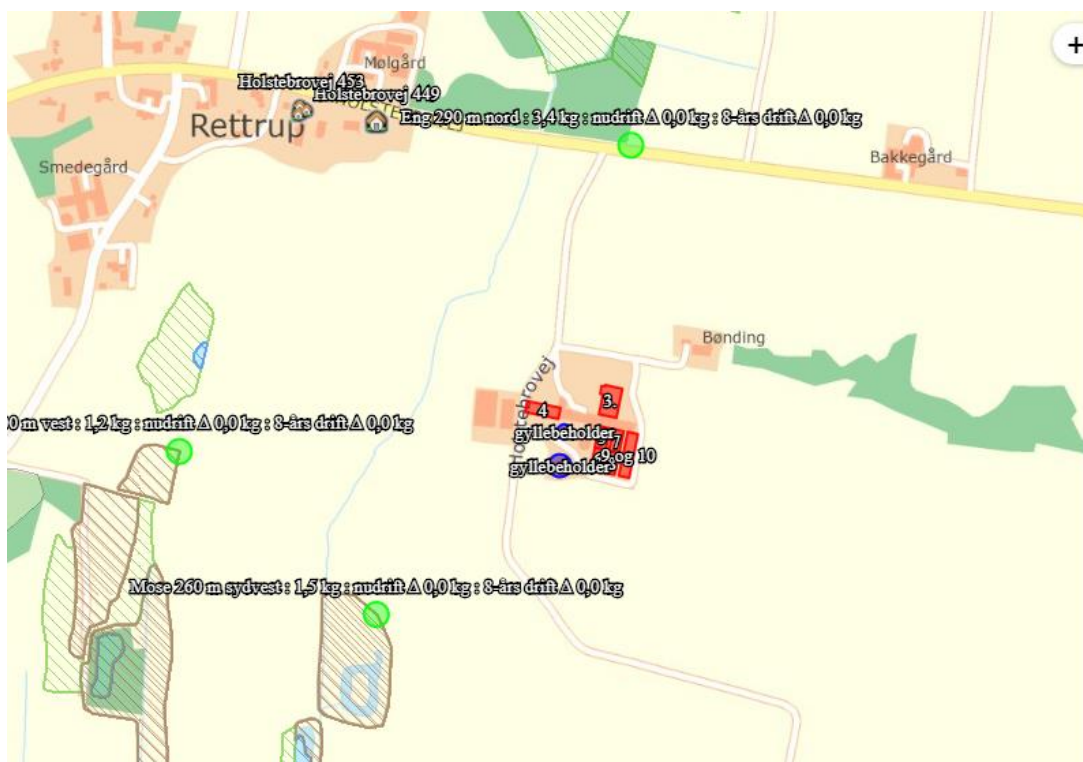 +
Mølgård
Holstebrovej 453
Holstebrovej 449
Rettrup
Eng 290 m nord : 3,4 kg : nudrift Δ 0,0 kg : 8-års drift Δ 0,0 kg
Smedegård
Bakkegård
Bønding
Holstebrovej
3.
4
gyllebeholder
7
9 og 10
gyllebeholder
0 m vest : 1,2 kg : nudrift Δ 0,0 kg : 8-års drift Δ 0,0 kg
Mose 260 m sydvest : 1,5 kg : nudrift Δ 0,0 kg : 8-års drift Δ 0,0 kg